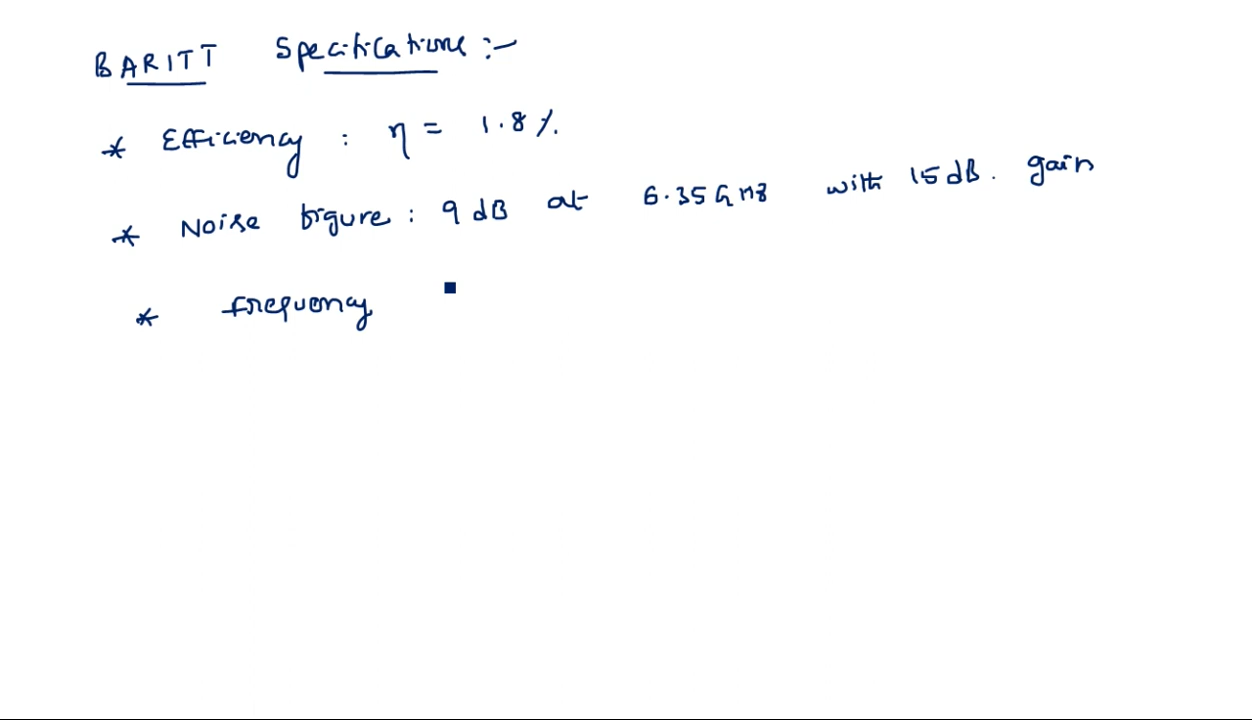 BARITT Specifications :-
* Efficiency : η = 1.8 %
* Noise figure : 9 dB at 6.35 GHz with 15 dB. gain
* frequency